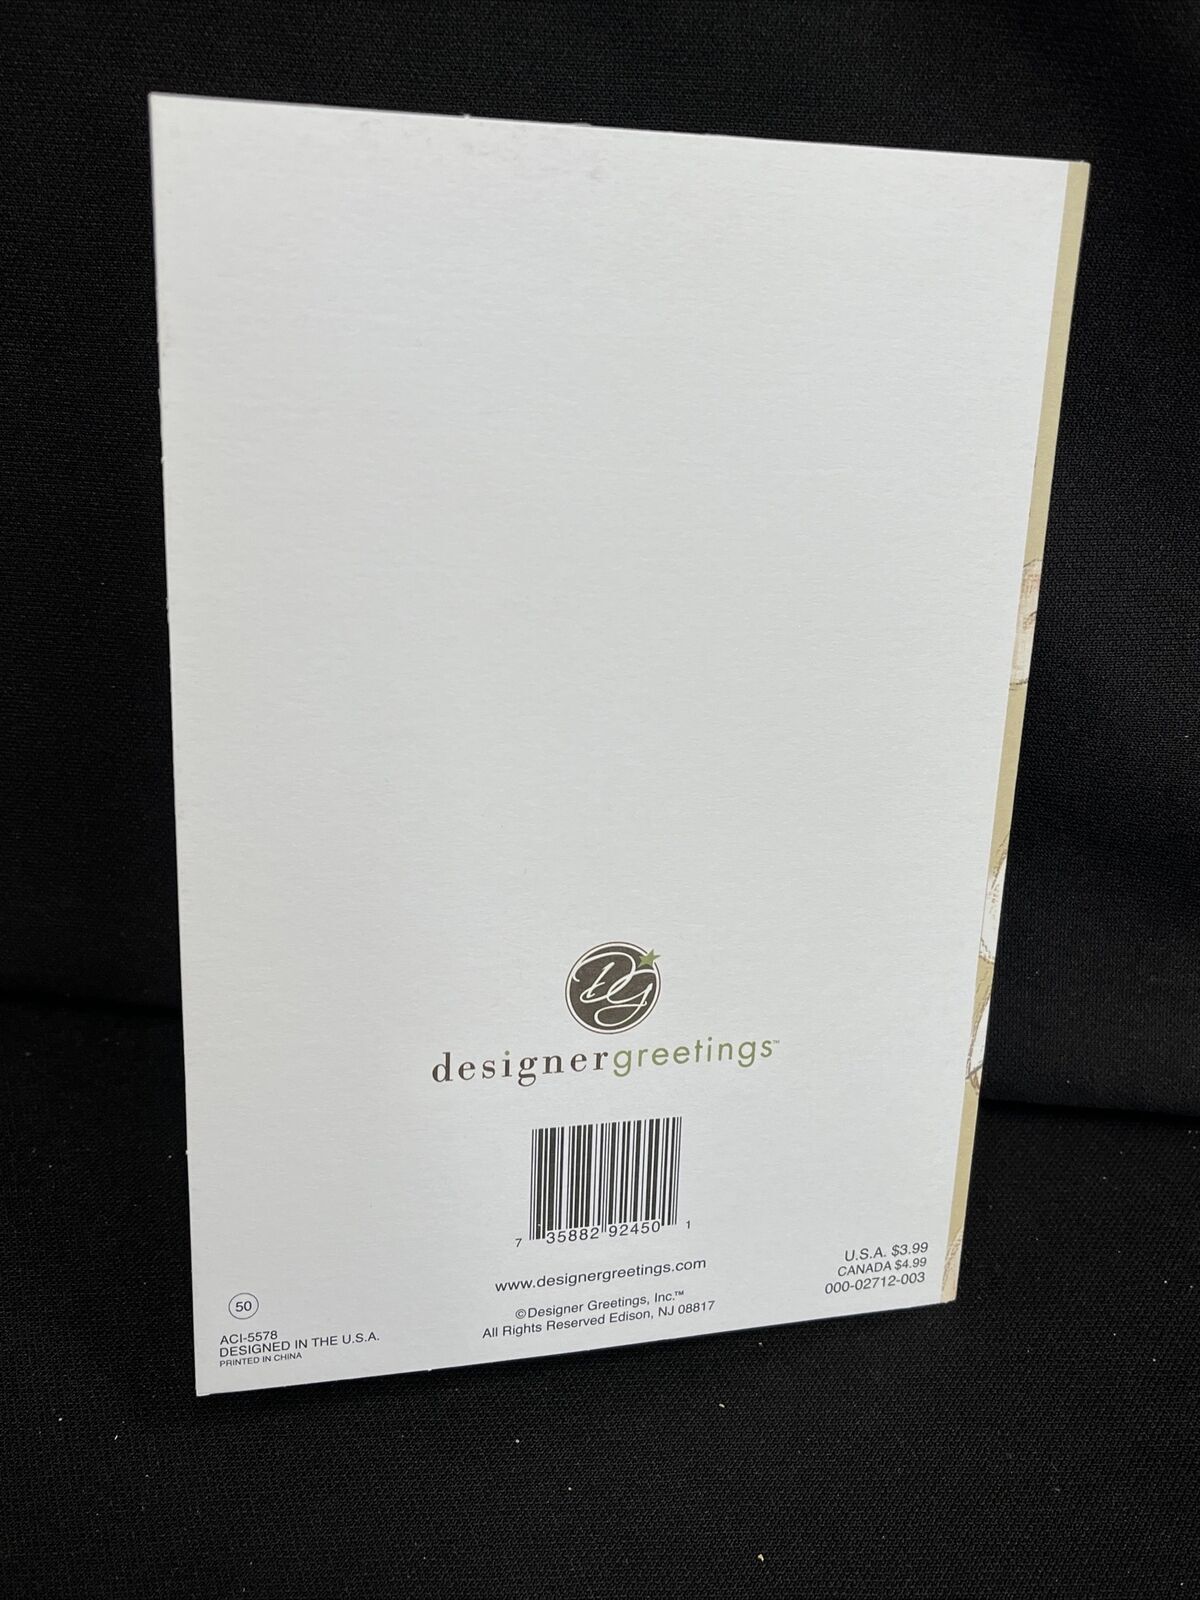 DG
designergreetings™
7 35882 92450 1
www.designergreetings.com
©Designer Greetings, Inc.™
All Rights Reserved Edison, NJ 08817
U.S.A. $3.99
CANADA $4.99
000-02712-003
50
ACI-5578
DESIGNED IN THE U.S.A.
PRINTED IN CHINA